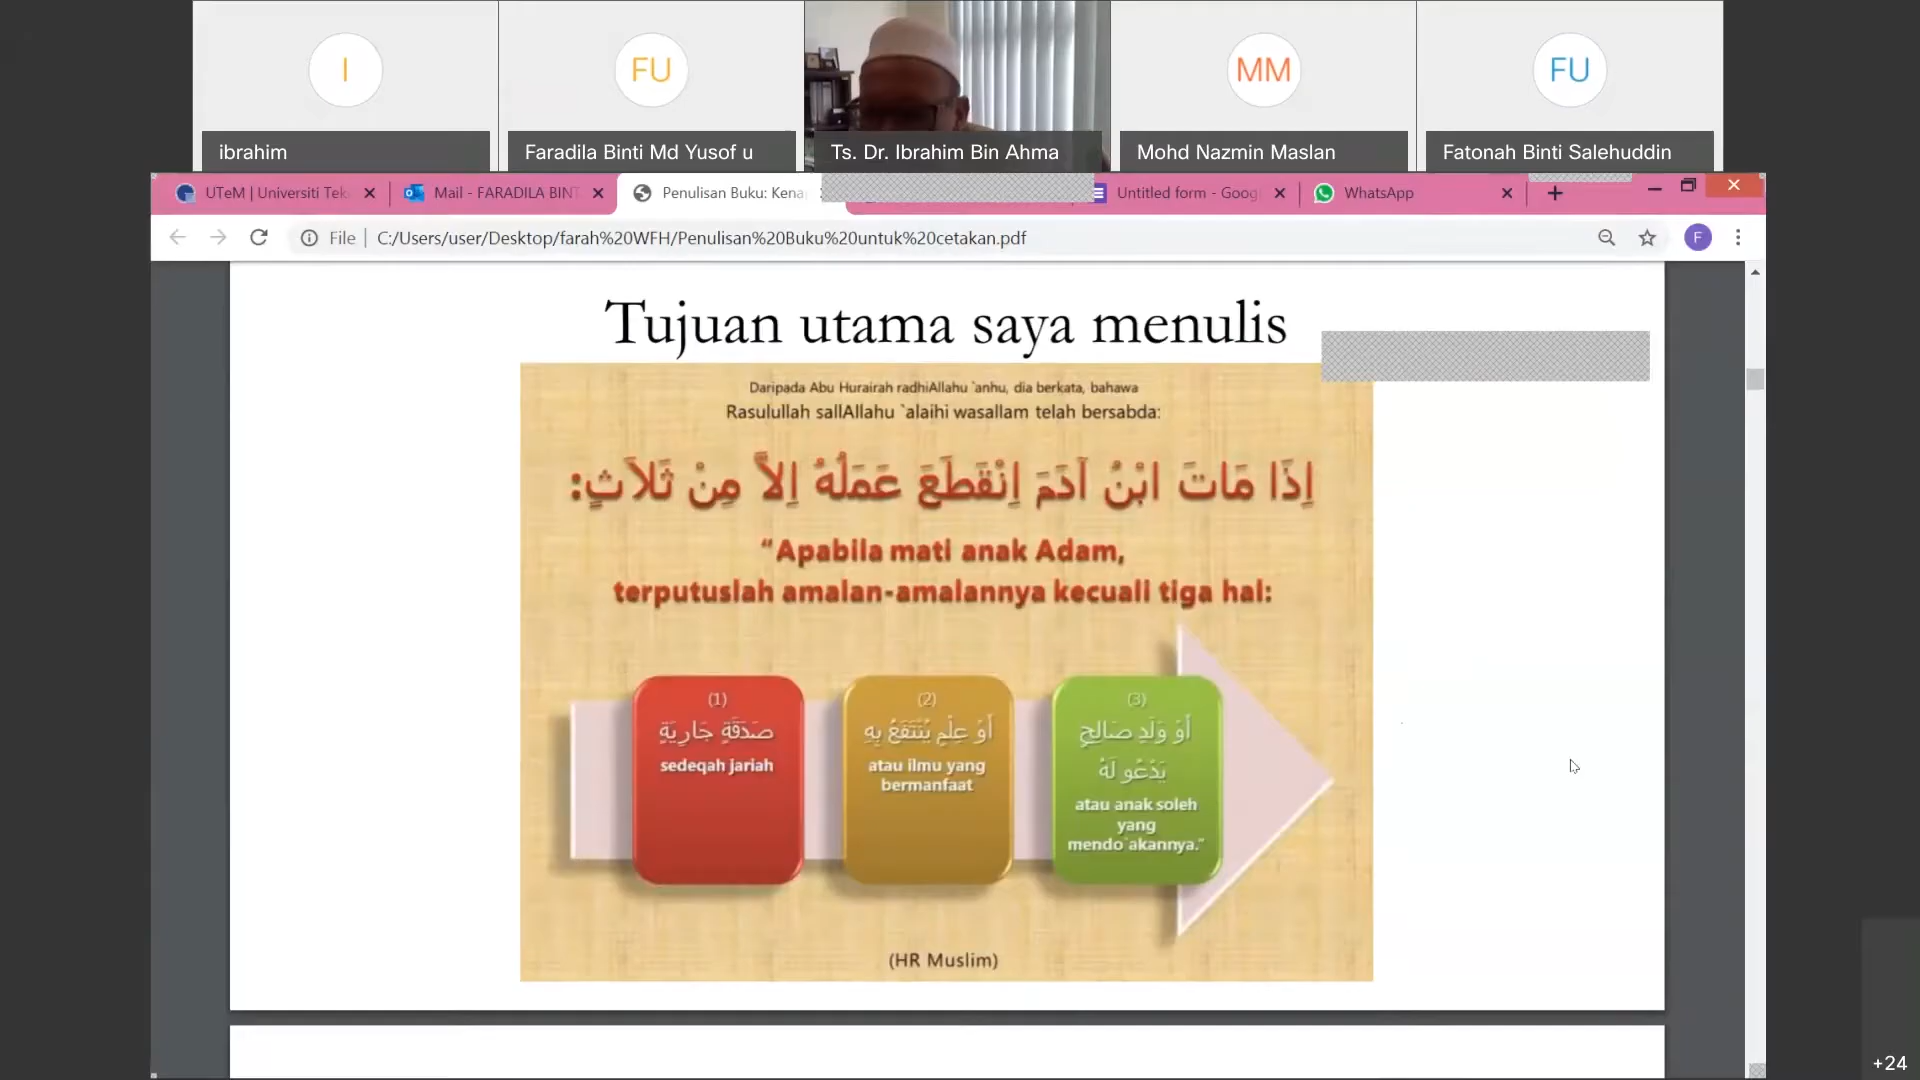 I
FU
MM
FU
ibrahim
Faradila Binti Md Yusof u
Ts. Dr. Ibrahim Bin Ahma
Mohd Nazmin Maslan
Fatonah Binti Salehuddin
UTeM | Universiti Tek
Mail - FARADILA BINT
Penulisan Buku: Kena
Untitled form - Goog
WhatsApp
File
C:/Users/user/Desktop/farah%20WFH/Penulisan%20Buku%20untuk%20cetakan.pdf
F
Tujuan utama saya menulis
Daripada Abu Hurairah radhiAllahu `anhu, dia berkata, bahawa
Rasulullah sallAllahu `alaihi wasallam telah bersabda:
اِذَا مَاتَ ابْنُ آدَمَ اِنْقَطَعَ عَمَلُهُ اِلاَّ مِنْ ثَلاَثٍ:
“Apabila mati anak Adam,
terputuslah amalan-amalannya kecuali tiga hal:
(1)
صَدَقَةٍ جَارِيَةٍ
sedeqah jariah
(2)
أَوْ عِلْمٍ يُنْتَفَعُ بِهِ
atau ilmu yang
bermanfaat
(3)
أَوْ وَلَدٍ صَالِحٍ
يَدْعُو لَهُ
atau anak soleh
yang
mendo`akannya.”
(HR Muslim)
+24